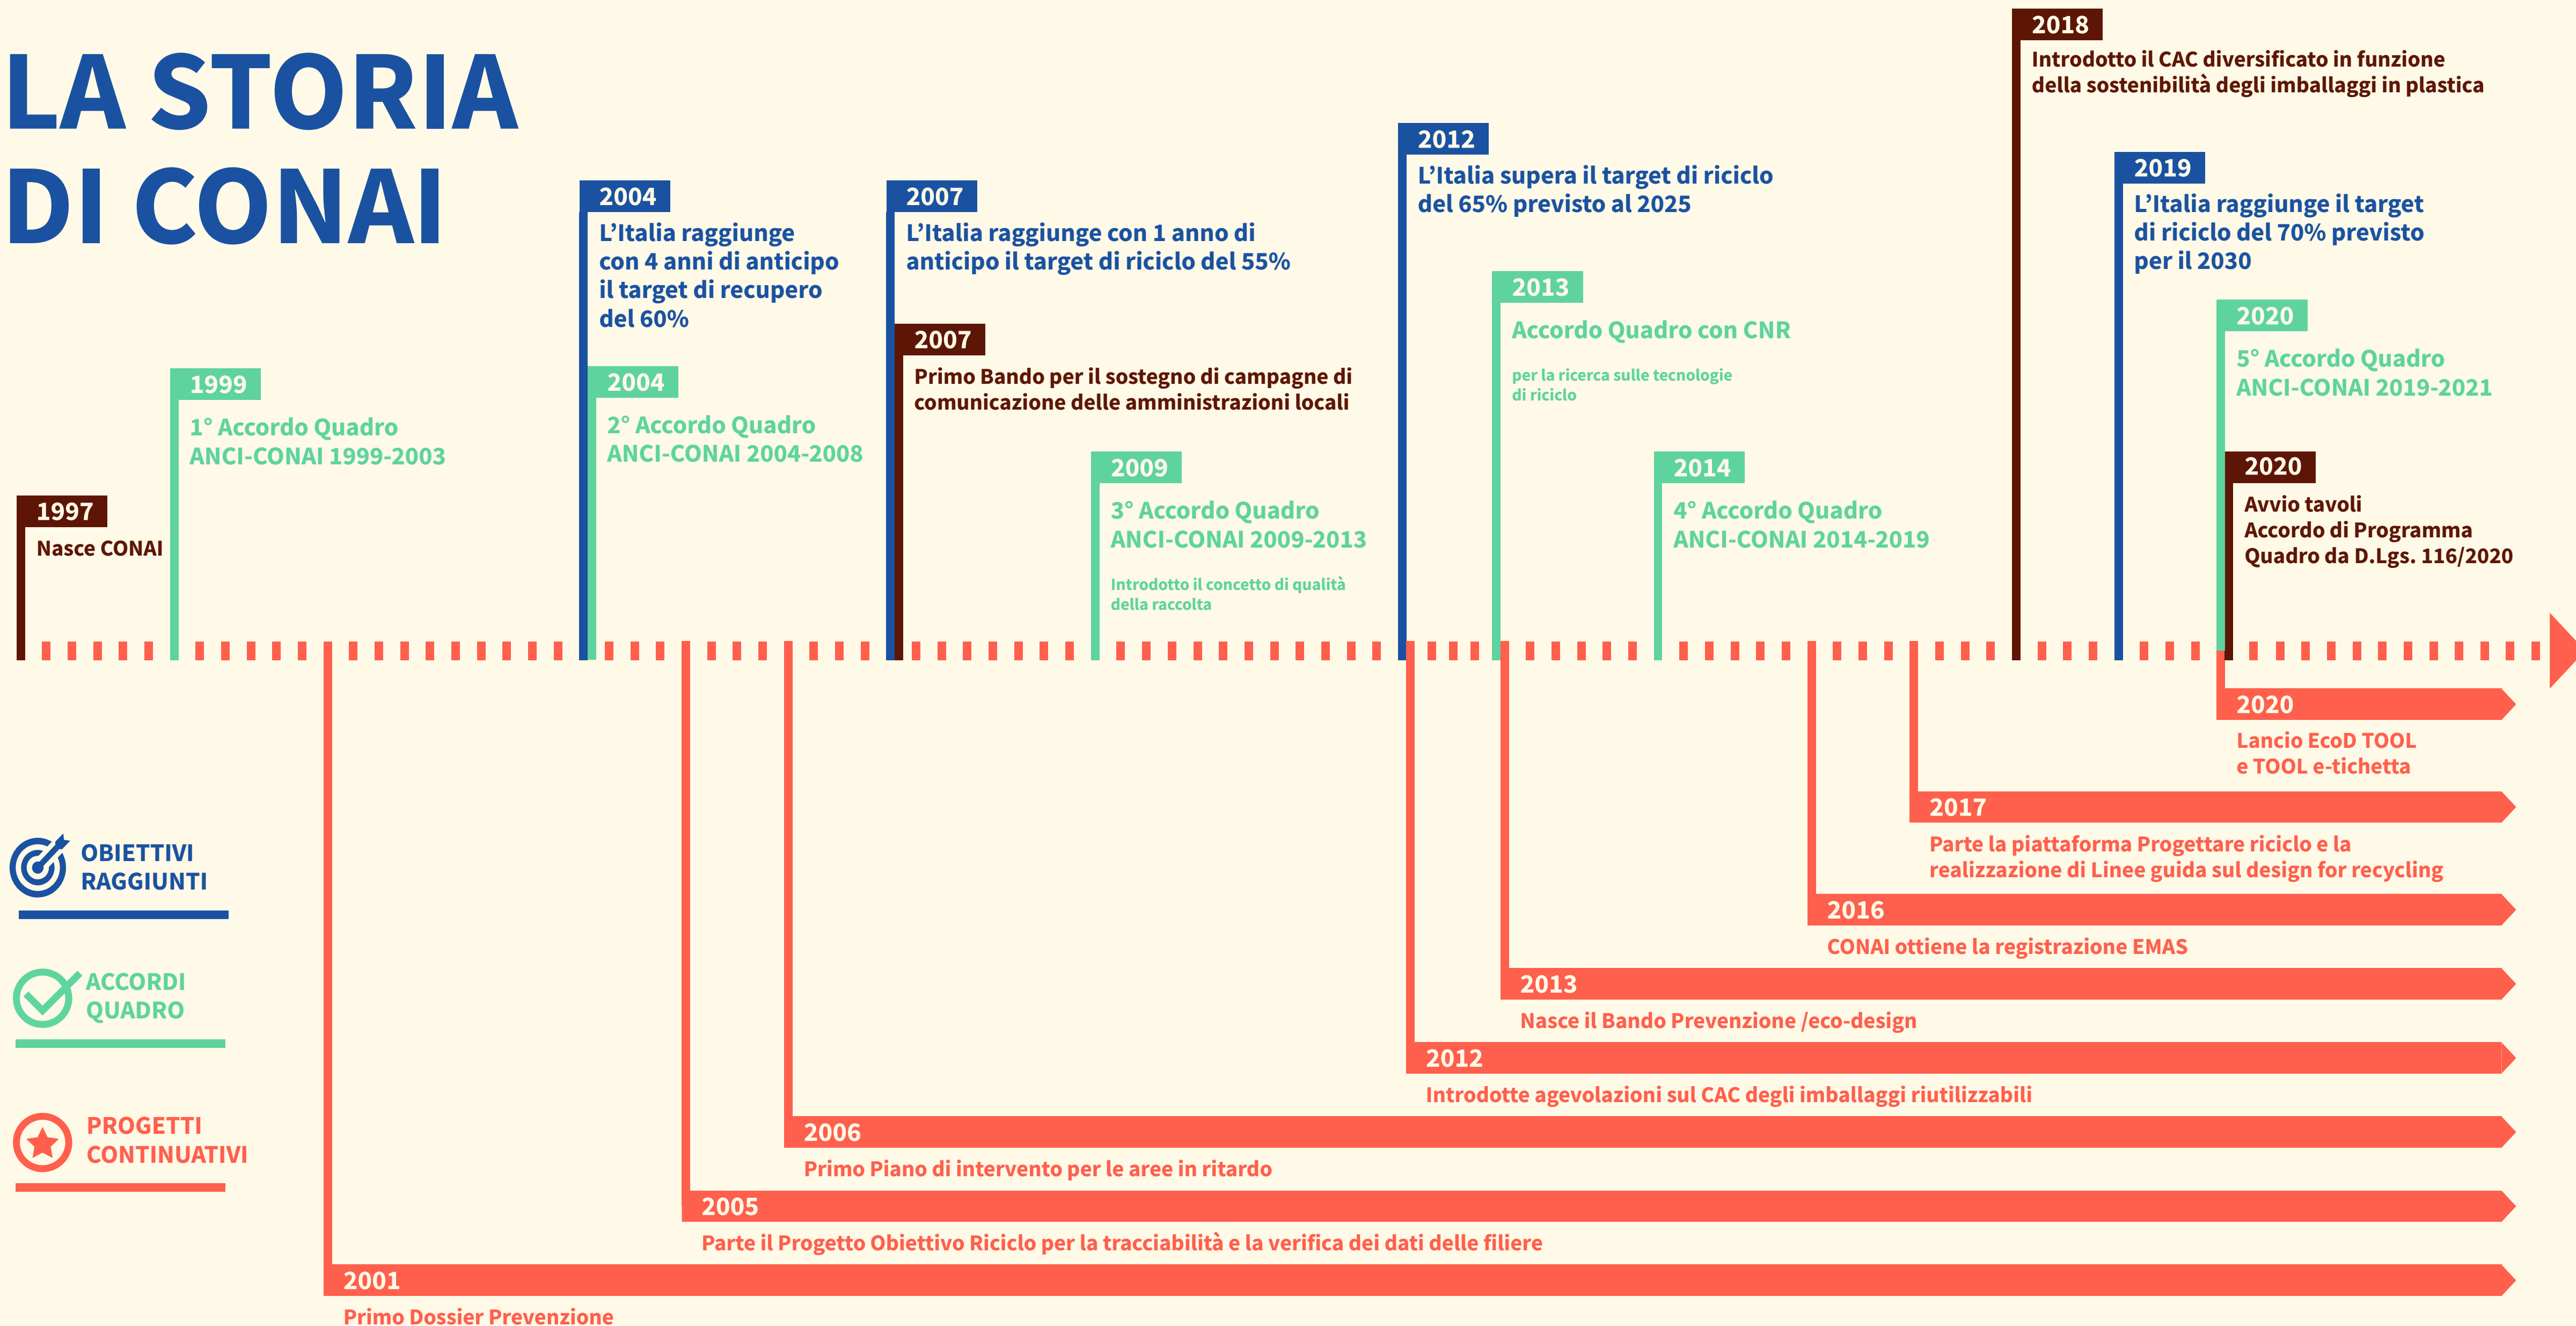 LA STORIA
DI CONAI
1997
Nasce CONAI
1999
1° Accordo Quadro
ANCI-CONAI 1999-2003
2004
L’Italia raggiunge
con 4 anni di anticipo
il target di recupero
del 60%
2004
2° Accordo Quadro
ANCI-CONAI 2004-2008
2007
L’Italia raggiunge con 1 anno di
anticipo il target di riciclo del 55%
2007
Primo Bando per il sostegno di campagne di
comunicazione delle amministrazioni locali
2009
3° Accordo Quadro
ANCI-CONAI 2009-2013
Introdotto il concetto di qualità
della raccolta
2012
L’Italia supera il target di riciclo
del 65% previsto al 2025
2013
Accordo Quadro con CNR
per la ricerca sulle tecnologie
di riciclo
2014
4° Accordo Quadro
ANCI-CONAI 2014-2019
2018
Introdotto il CAC diversificato in funzione
della sostenibilità degli imballaggi in plastica
2019
L’Italia raggiunge il target
di riciclo del 70% previsto
per il 2030
2020
5° Accordo Quadro
ANCI-CONAI 2019-2021
2020
Avvio tavoli
Accordo di Programma
Quadro da D.Lgs. 116/2020
2020
Lancio EcoD TOOL
e TOOL e-tichetta
2017
Parte la piattaforma Progettare riciclo e la
realizzazione di Linee guida sul design for recycling
2016
CONAI ottiene la registrazione EMAS
2013
Nasce il Bando Prevenzione /eco-design
2012
Introdotte agevolazioni sul CAC degli imballaggi riutilizzabili
2006
Primo Piano di intervento per le aree in ritardo
2005
Parte il Progetto Obiettivo Riciclo per la tracciabilità e la verifica dei dati delle filiere
2001
Primo Dossier Prevenzione
OBIETTIVI
RAGGIUNTI
ACCORDI
QUADRO
PROGETTI
CONTINUATIVI